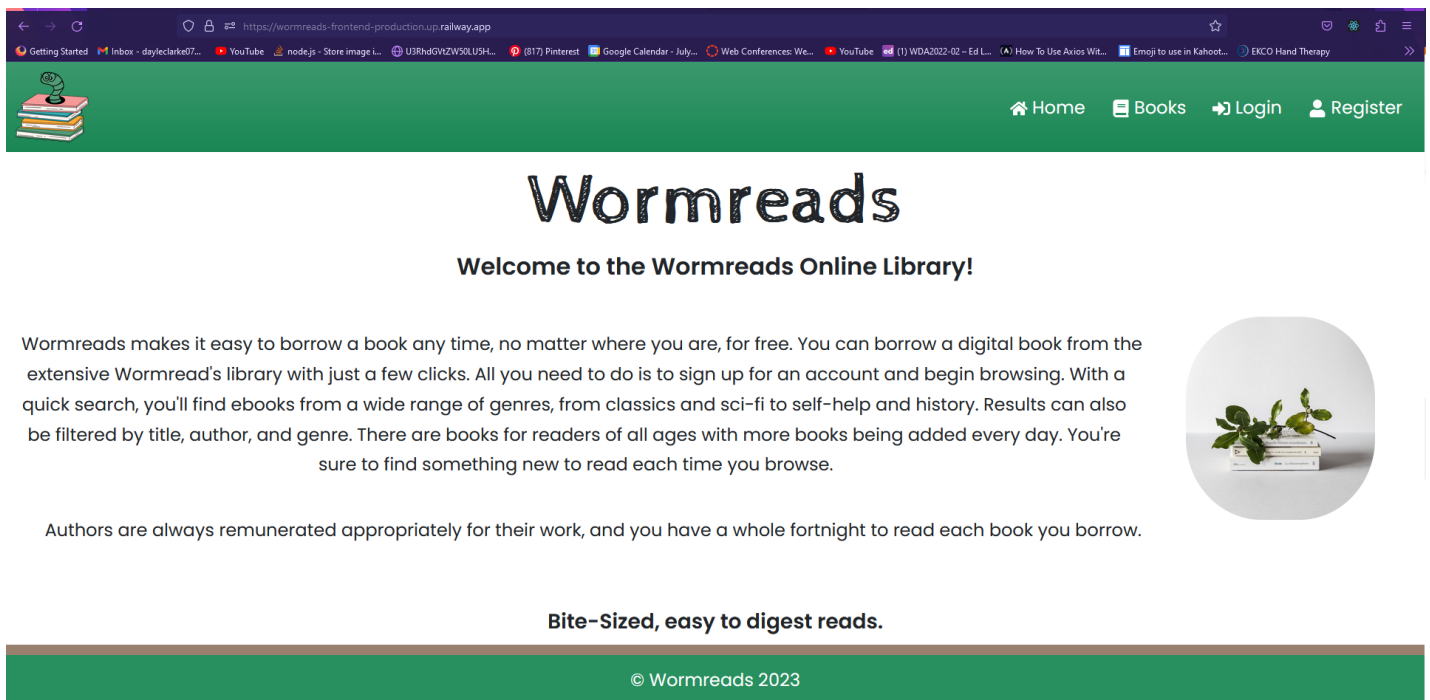 https://wormreads-frontend-production.up.railway.app
Getting Started Inbox - dayleclarke07... YouTube node.js - Store image i... U3RhdGVtZW50LU5H... (817) Pinterest Google Calendar - July... Web Conferences: We... YouTube (1) WDA2022-02 – Ed L... How To Use Axios Wit... Emoji to use in Kahoot... EKCO Hand Therapy
Home Books Login Register
Wormreads
Welcome to the Wormreads Online Library!
Wormreads makes it easy to borrow a book any time, no matter where you are, for free. You can borrow a digital book from the
extensive Wormread's library with just a few clicks. All you need to do is to sign up for an account and begin browsing. With a
quick search, you'll find ebooks from a wide range of genres, from classics and sci-fi to self-help and history. Results can also
be filtered by title, author, and genre. There are books for readers of all ages with more books being added every day. You're
sure to find something new to read each time you browse.
Authors are always remunerated appropriately for their work, and you have a whole fortnight to read each book you borrow.
Bite-Sized, easy to digest reads.
© Wormreads 2023